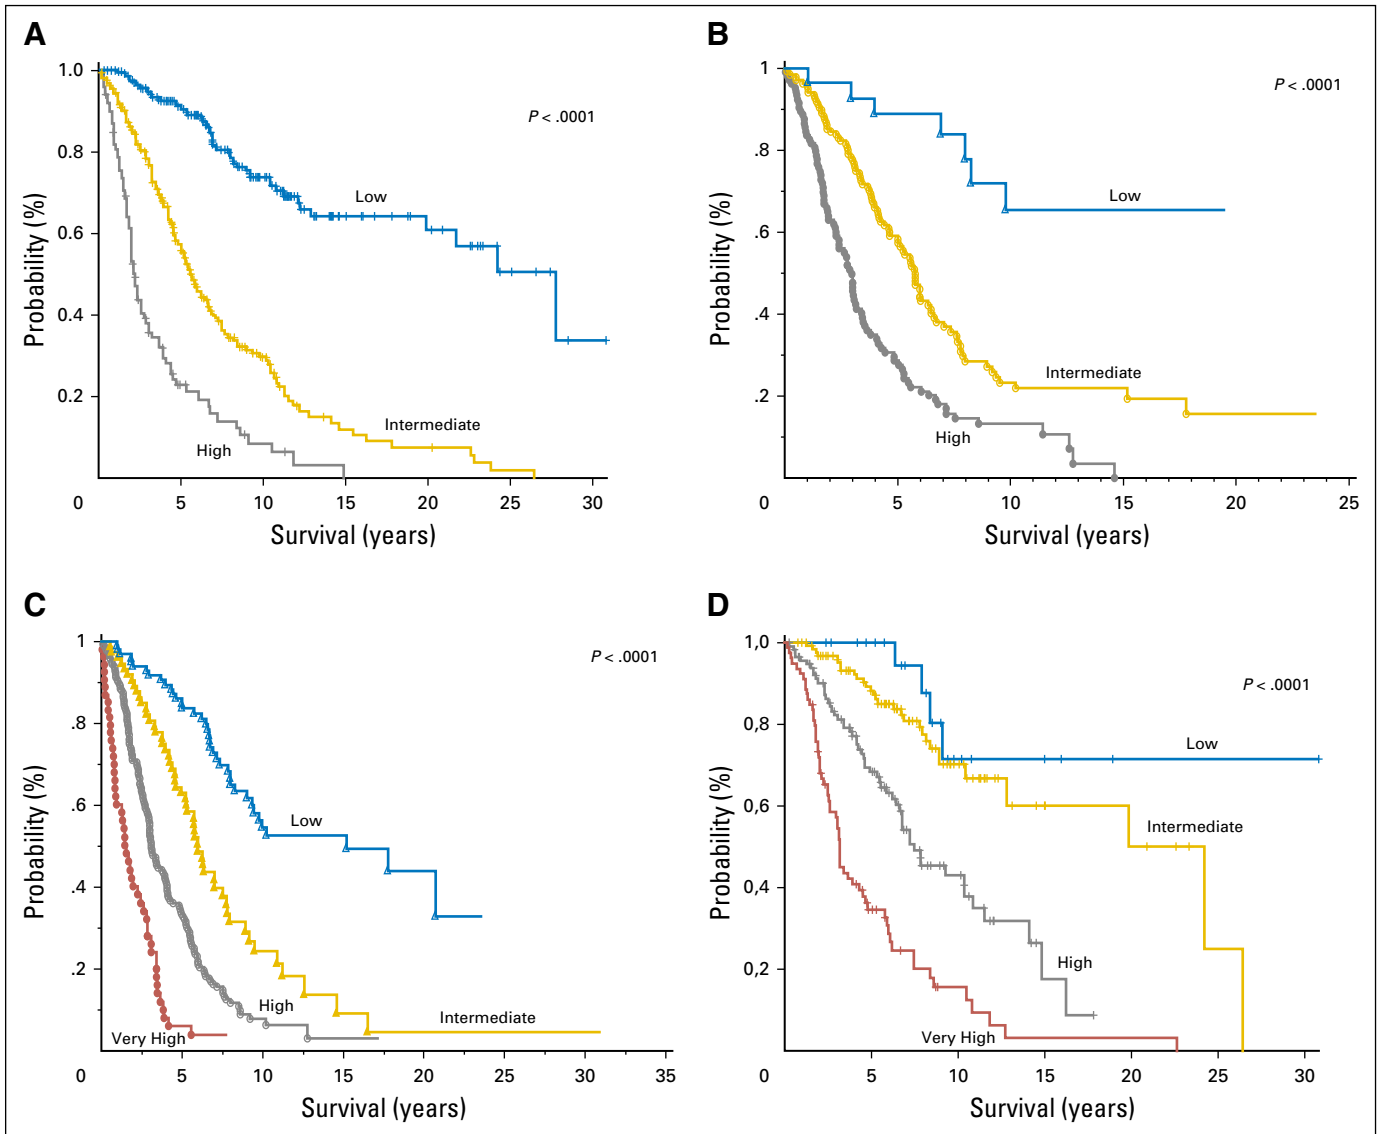 A
Probability (%)
1.0
0.8
0.6
0.4
0.2
P < .0001
Low
Intermediate
High
0 5 10 15 20 25 30
Survival (years)
B
Probability (%)
1
.8
.6
.4
.2
P < .0001
Low
Intermediate
High
0 5 10 15 20 25
Survival (years)
C
Probability (%)
1
.8
.6
.4
.2
P < .0001
Low
High
Intermediate
Very High
0 5 10 15 20 25 30 35
Survival (years)
D
Probability (%)
1,0
0,8
0,6
0,4
0,2
P < .0001
Low
Intermediate
High
Very High
0 5 10 15 20 25 30
Survival (years)